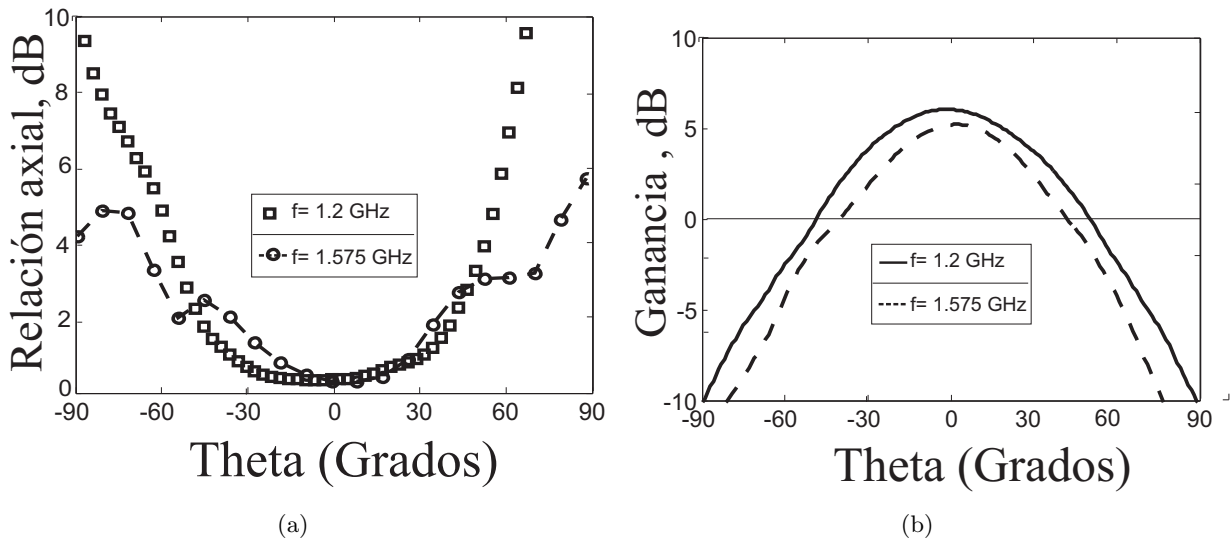 Relación axial, dB
10
8
6
4
2
0
-90 -60 -30 0 30 60 90
f= 1.2 GHz
f= 1.575 GHz
Theta (Grados)
(a)
Ganancia , dB
10
5
0
-5
-10
-90 -60 -30 0 30 60 90
f= 1.2 GHz
f= 1.575 GHz
Theta (Grados)
(b)